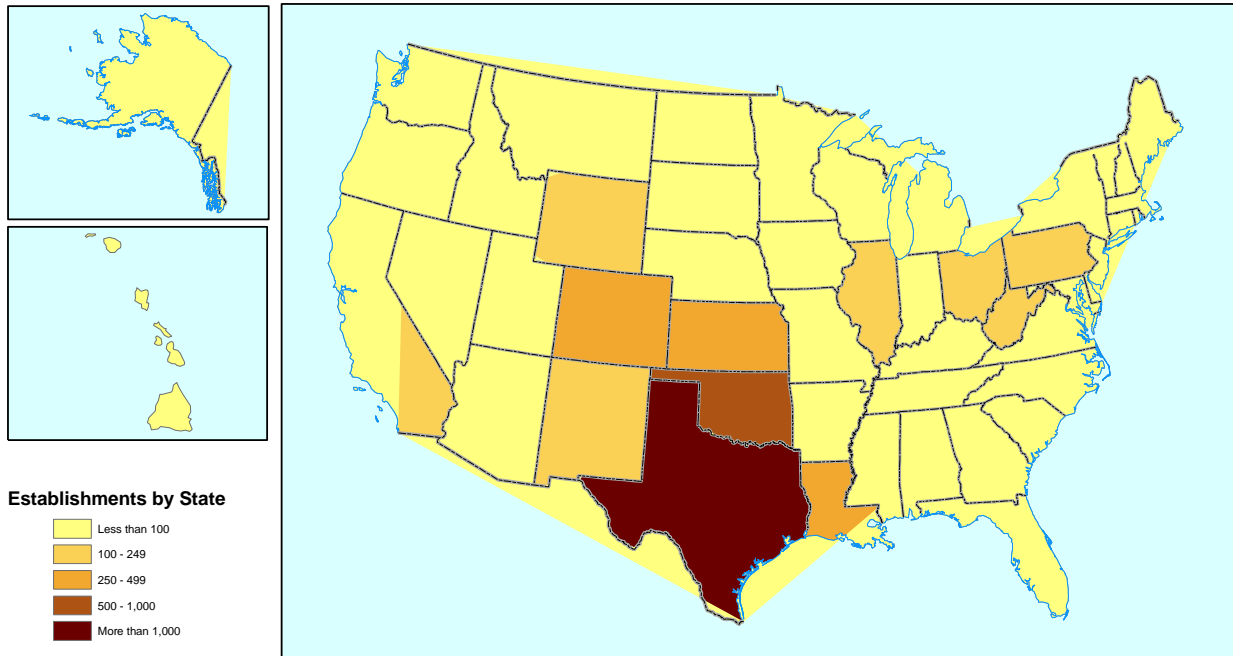 Establishments by State
Less than 100
100 - 249
250 - 499
500 - 1,000
More than 1,000